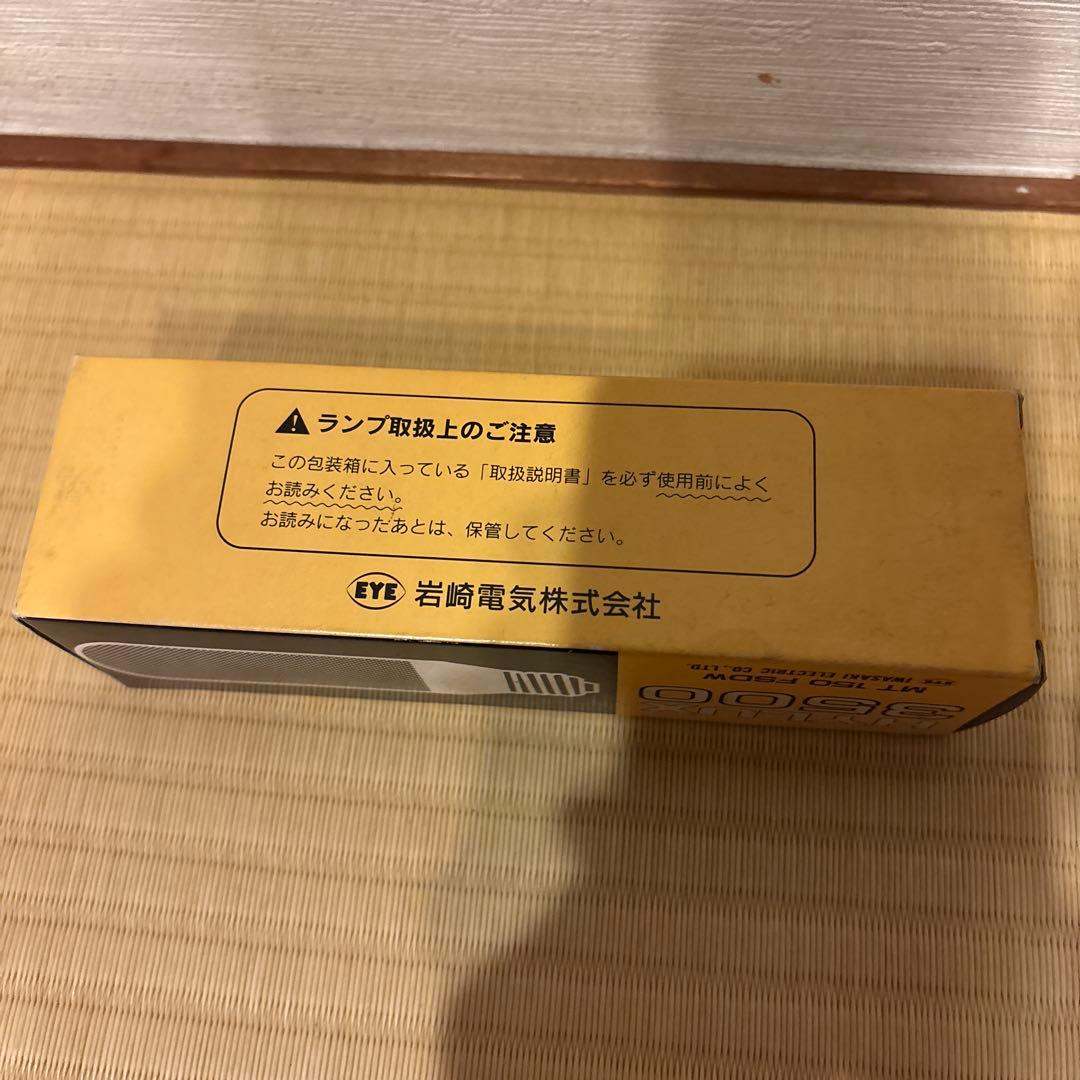 ランプ取扱上のご注意
この包装箱に入っている「取扱説明書」を必ず使用前によく
お読みください。
お読みになったあとは、保管してください。
EYE 岩崎電気株式会社
3500
MT 150 FSDW
EYE IWASAKI ELECTRIC CO., LTD.